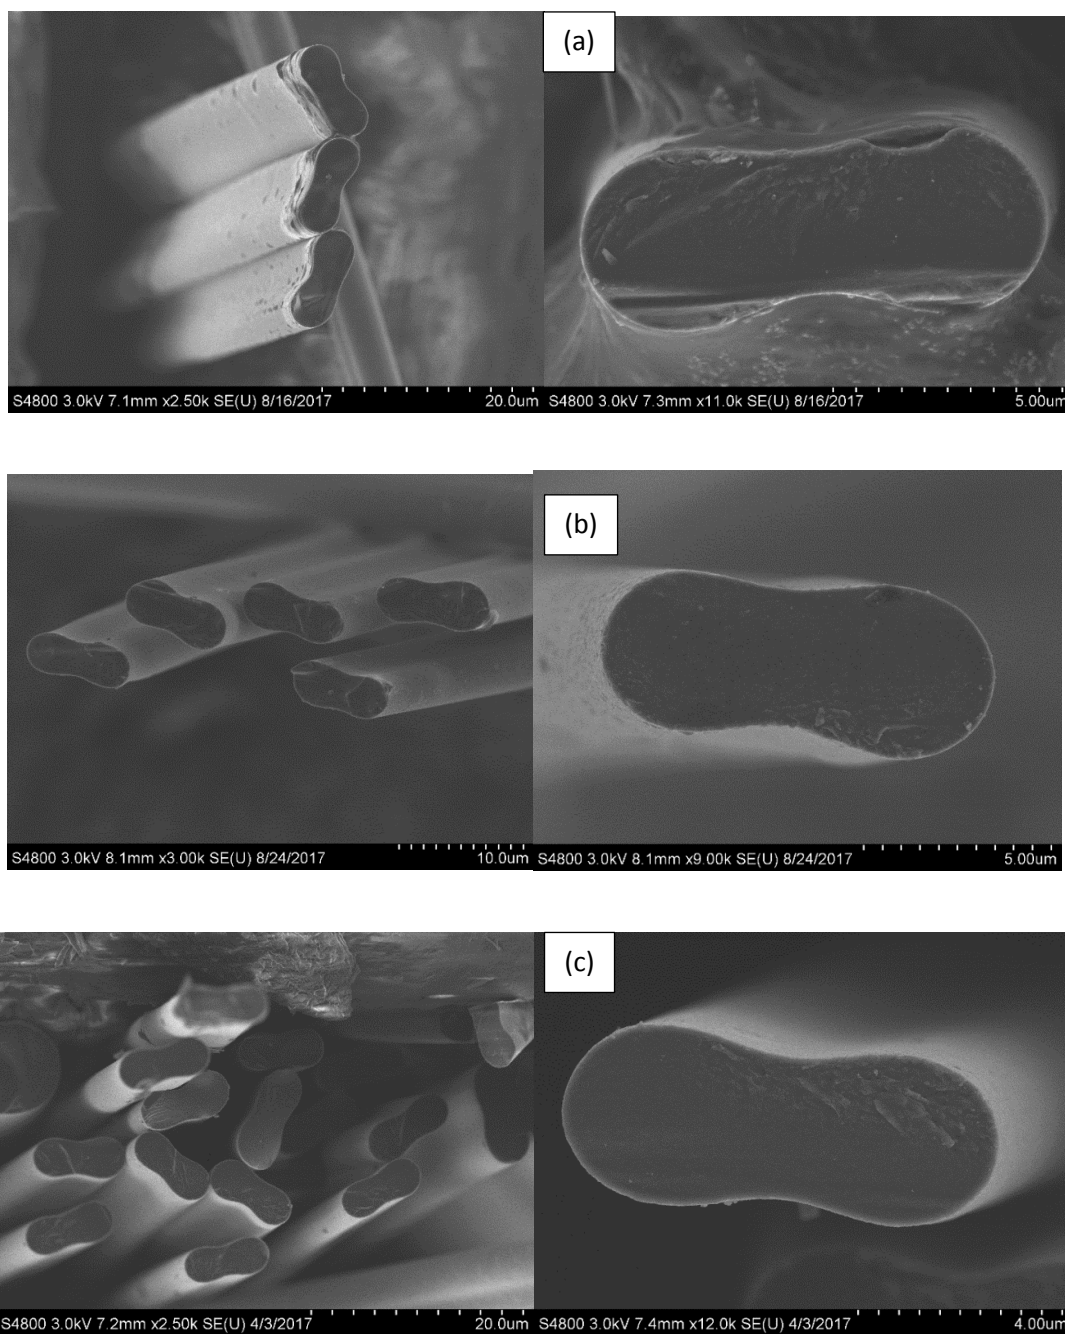 (a)
S4800 3.0kV 7.1mm x2.50k SE(U) 8/16/2017 20.0um
S4800 3.0kV 7.3mm x11.0k SE(U) 8/16/2017 5.00um
(b)
S4800 3.0kV 8.1mm x3.00k SE(U) 8/24/2017 10.0um
S4800 3.0kV 8.1mm x9.00k SE(U) 8/24/2017 5.00um
(c)
S4800 3.0kV 7.2mm x2.50k SE(U) 4/3/2017 20.0um
S4800 3.0kV 7.4mm x12.0k SE(U) 4/3/2017 4.00um